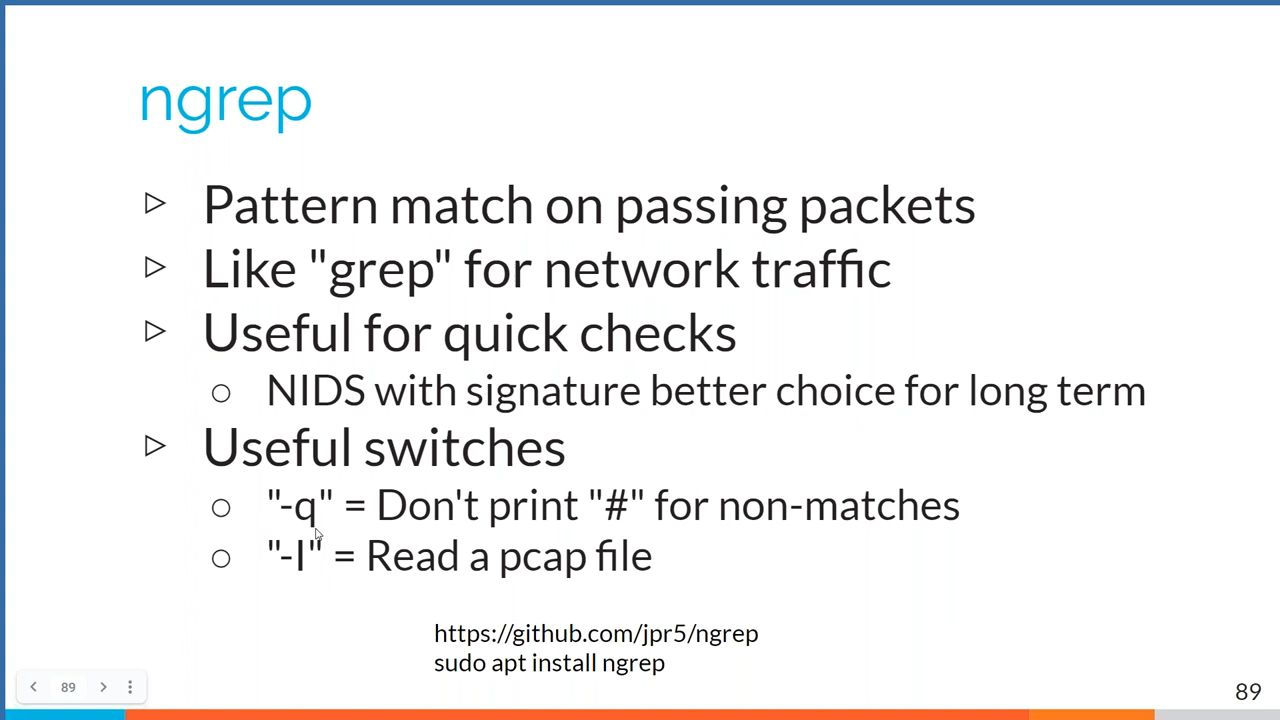 ngrep
Pattern match on passing packets
Like "grep" for network traffic
Useful for quick checks
NIDS with signature better choice for long term
Useful switches
"-q" = Don't print "#" for non-matches
"-I" = Read a pcap file
https://github.com/jpr5/ngrep
sudo apt install ngrep
89
89